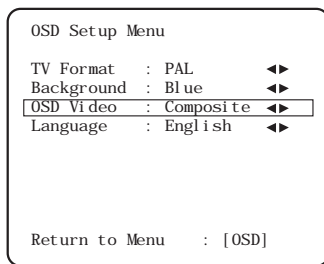 OSD Setup Menu
TV Format : PAL ◄►
Background : Blue ◄►
OSD Video : Composite ◄►
Language : English ◄►
Return to Menu : [OSD]